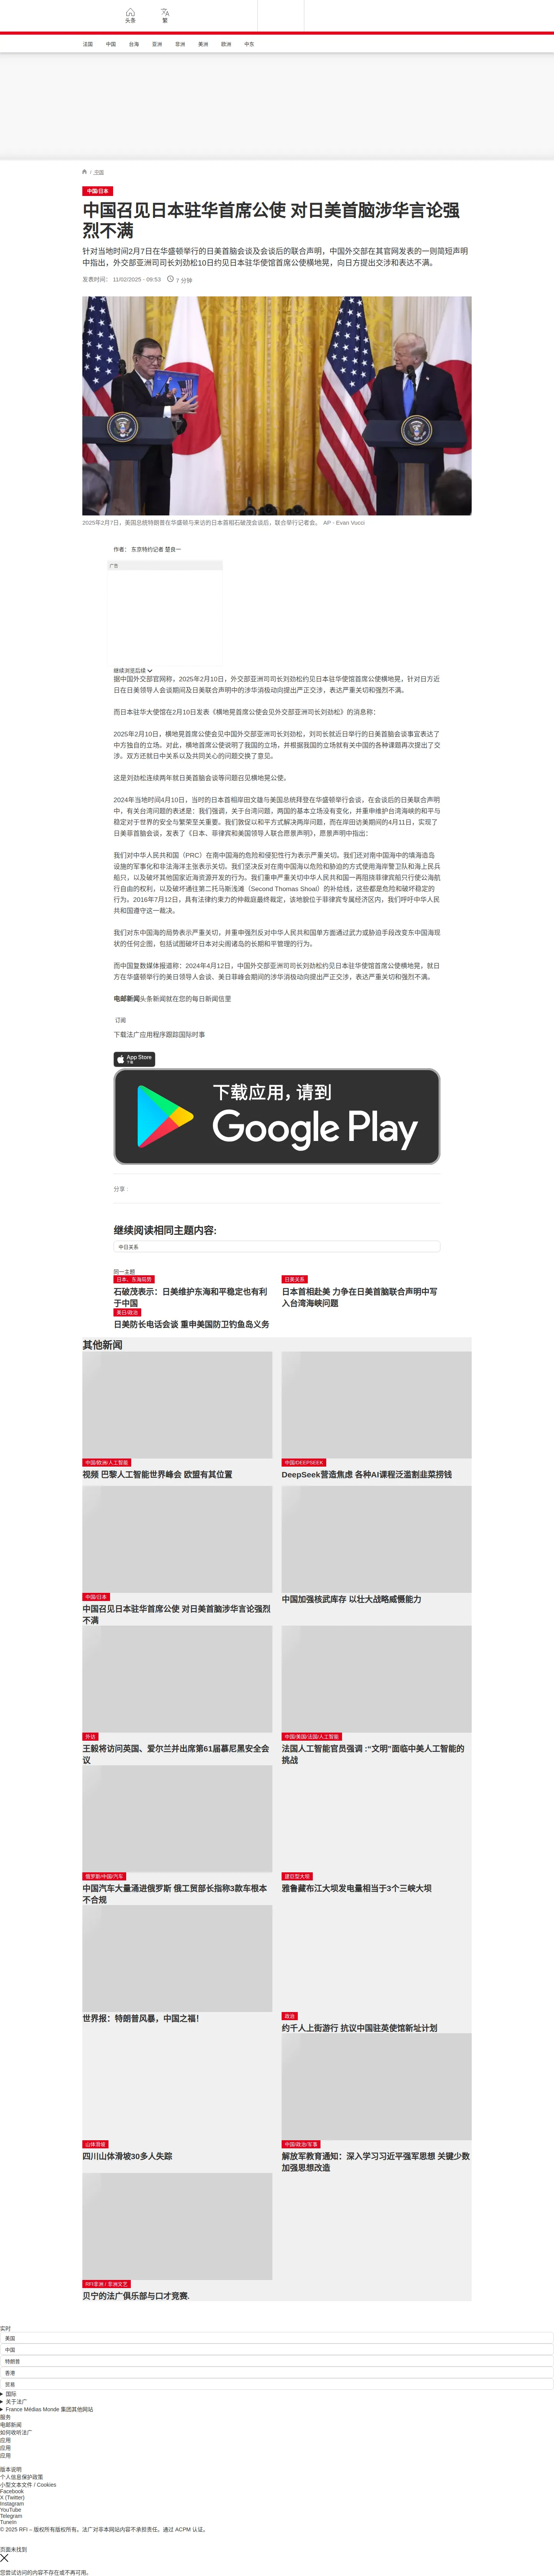 头条
繁
法国 中国 台海 亚洲 非洲 美洲 欧洲 中东
/ 中国
中国/日本
中国召见日本驻华首席公使 对日美首脑涉华言论强
烈不满
针对当地时间2月7日在华盛顿举行的日美首脑会谈及会谈后的联合声明，中国外交部在其官网发表的一则简短声明
中指出，外交部亚洲司司长刘劲松10日约见日本驻华使馆首席公使横地晃，向日方提出交涉和表达不满。
发表时间： 11/02/2025 - 09:53 7 分钟
2025年2月7日，美国总统特朗普在华盛顿与来访的日本首相石破茂会谈后，联合举行记者会。 AP - Evan Vucci
作者： 东京特约记者 楚良一
广告
继续浏览后续
据中国外交部官网称，2025年2月10日，外交部亚洲司司长刘劲松约见日本驻华使馆首席公使横地晃，针对日方近
日在日美领导人会谈期间及日美联合声明中的涉华消极动向提出严正交涉，表达严重关切和强烈不满。
而日本驻华大使馆在2月10日发表《横地晃首席公使会见外交部亚洲司司长刘劲松》的消息称：
2025年2月10日，横地晃首席公使会见中国外交部亚洲司司长刘劲松，刘司长就近日举行的日美首脑会谈事宜表达了
中方独自的立场。对此，横地首席公使说明了我国的立场，并根据我国的立场就有关中国的各种课题再次提出了交
涉。双方还就日中关系以及共同关心的问题交换了意见。
这是刘劲松连续两年就日美首脑会谈等问题召见横地晃公使。
2024年当地时间4月10日，当时的日本首相岸田文雄与美国总统拜登在华盛顿举行会谈，在会谈后的日美联合声明
中，有关台湾问题的表述是：我们强调，关于台湾问题，两国的基本立场没有变化，并重申维护台湾海峡的和平与
稳定对于世界的安全与繁荣至关重要。我们敦促以和平方式解决两岸问题，而在岸田访美期间的4月11日，实现了
日美菲首脑会谈，发表了《日本、菲律宾和美国领导人联合愿景声明》，愿景声明中指出：
我们对中华人民共和国（PRC）在南中国海的危险和侵犯性行为表示严重关切。我们还对南中国海中的填海造岛
设施的军事化和非法海洋主张表示关切。我们坚决反对在南中国海以危险和胁迫的方式使用海岸警卫队和海上民兵
船只，以及破坏其他国家近海资源开发的行为。我们重申严重关切中华人民共和国一再阻挠菲律宾船只行使公海航
行自由的权利，以及破坏通往第二托马斯浅滩（Second Thomas Shoal）的补给线，这些都是危险和破坏稳定的
行为。2016年7月12日，具有法律约束力的仲裁庭最终裁定，该地貌位于菲律宾专属经济区内，我们呼吁中华人民
共和国遵守这一裁决。
我们对东中国海的局势表示严重关切，并重申强烈反对中华人民共和国单方面通过武力或胁迫手段改变东中国海现
状的任何企图，包括试图破坏日本对尖阁诸岛的长期和平管理的行为。
而中国复数媒体报道称：2024年4月12日，中国外交部亚洲司司长刘劲松约见日本驻华使馆首席公使横地晃，就日
方在华盛顿举行的美日领导人会谈、美日菲峰会期间的涉华消极动向提出严正交涉，表达严重关切和强烈不满。
电邮新闻头条新闻就在您的每日新闻信里
订阅
下载法广应用程序跟踪国际时事
App Store
下载
下载应用，请到
Google Play
分享 :
继续阅读相同主题内容:
中日关系
同一主题
日本、东海局势
石破茂表示：日美维护东海和平稳定也有利
于中国
日美关系
日本首相赴美 力争在日美首脑联合声明中写
入台湾海峡问题
美日/政治
日美防长电话会谈 重申美国防卫钓鱼岛义务
其他新闻
中国/欧洲/人工智能
视频 巴黎人工智能世界峰会 欧盟有其位置
中国/DEEPSEEK
DeepSeek营造焦虑 各种AI课程泛滥割韭菜捞钱
中国/日本
中国召见日本驻华首席公使 对日美首脑涉华言论强烈
不满
中国加强核武库存 以壮大战略威慑能力
外访
王毅将访问英国、爱尔兰并出席第61届慕尼黑安全会
议
中国/美国/法国/人工智能
法国人工智能官员强调 :“文明”面临中美人工智能的
挑战
俄罗斯/中国/汽车
中国汽车大量涌进俄罗斯 俄工贸部长指称3款车根本
不合规
建巨型大坝
雅鲁藏布江大坝发电量相当于3个三峡大坝
世界报：特朗普风暴，中国之福！
政治
约千人上街游行 抗议中国驻英使馆新址计划
山体滑坡
四川山体滑坡30多人失踪
中国/政治/军事
解放军教育通知：深入学习习近平强军思想 关键少数
加强思想改造
RFI非洲 / 非洲文艺
贝宁的法广俱乐部与口才竞赛.
实时
美国
中国
特朗普
香港
贸易
国际
关于法广
France Médias Monde 集团其他网站
服务
电邮新闻
如何收听法广
应用
应用
应用
版本说明
个人信息保护政策
小型文本文件 / Cookies
Facebook
X (Twitter)
Instagram
YouTube
Telegram
TuneIn
© 2025 RFI – 版权所有版权所有。法广对非本网站内容不承担责任。通过 ACPM 认证。
页面未找到
您尝试访问的内容不存在或不再可用。